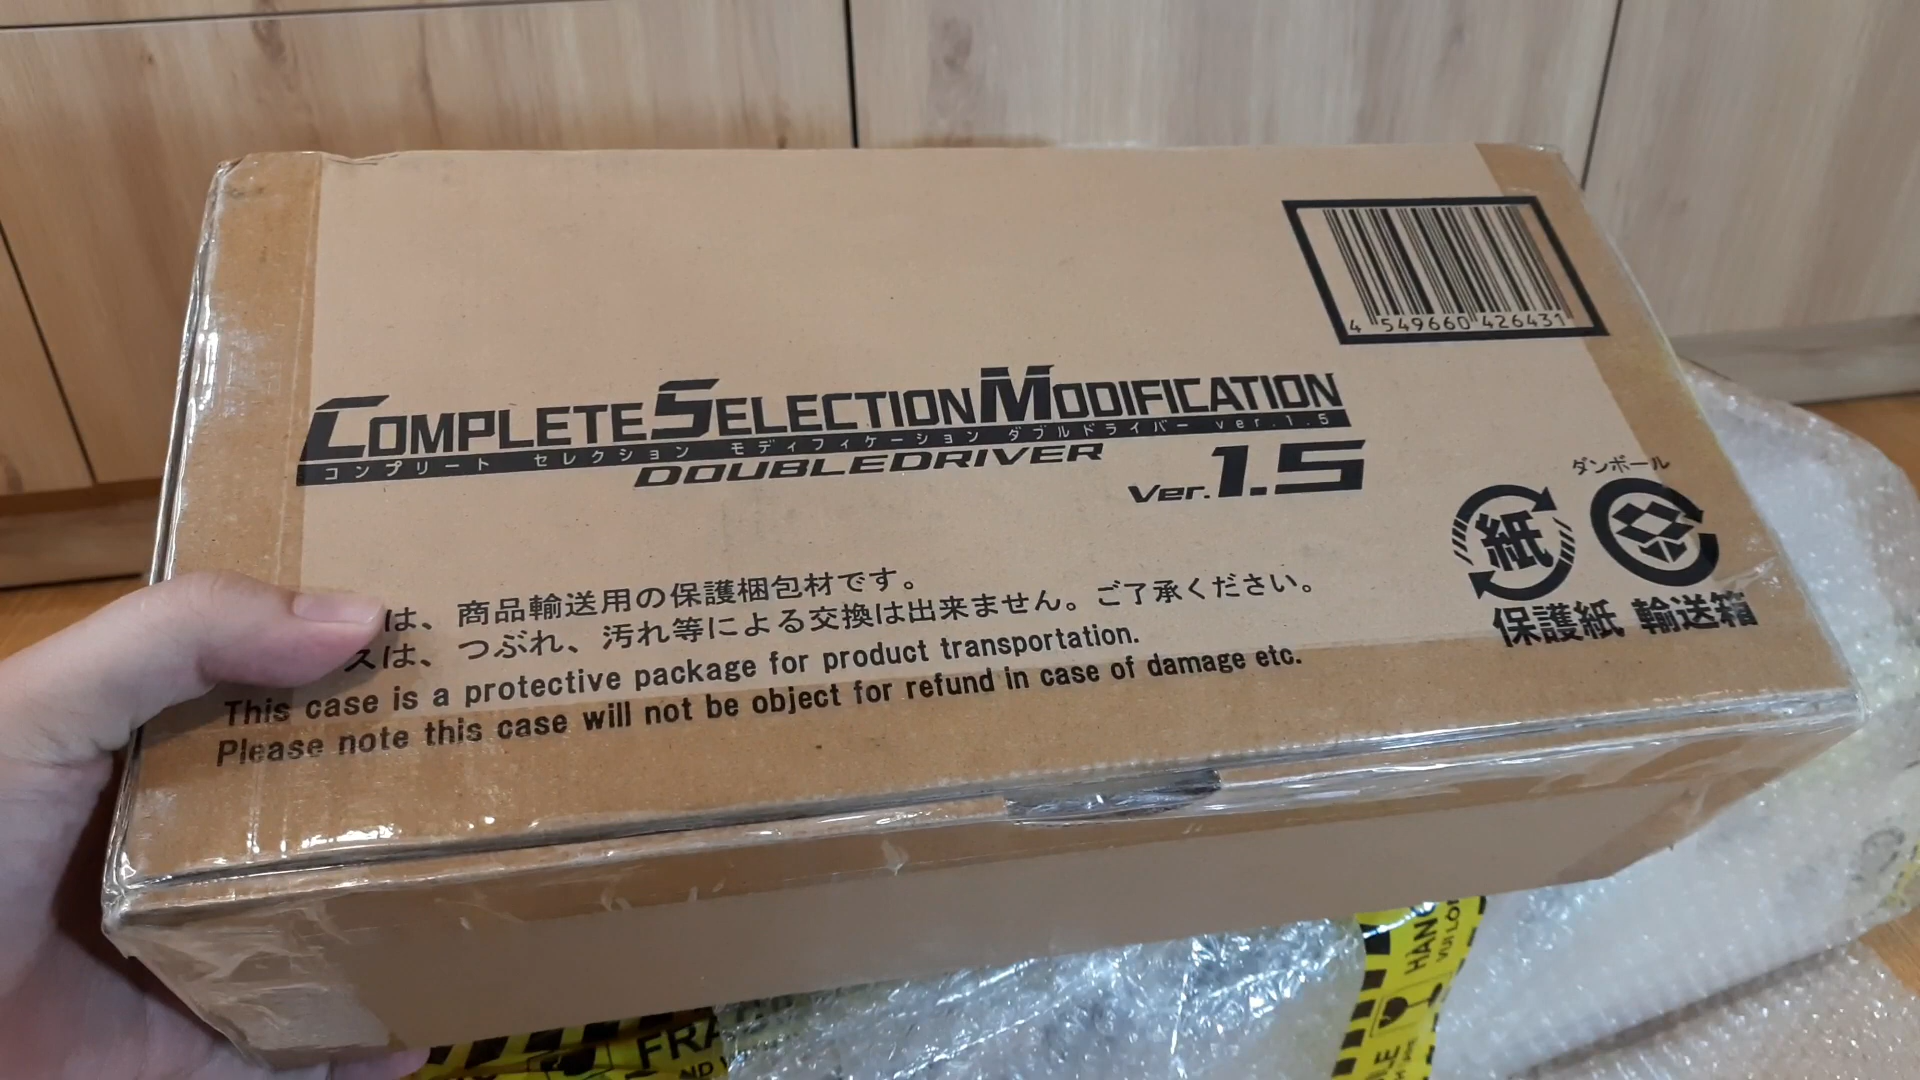 4 549660 426431
COMPLETE SELECTION MODIFICATION
コンプリート セレクション モディフィケーション ダブルドライバー ver.1.5
DOUBLEDRIVER
Ver.1.5
ダンボール
紙
保護紙 輸送箱
は、商品輸送用の保護梱包材です。
スは、つぶれ、汚れ等による交換は出来ません。ご了承ください。
This case is a protective package for product transportation.
Please note this case will not be object for refund in case of damage etc.